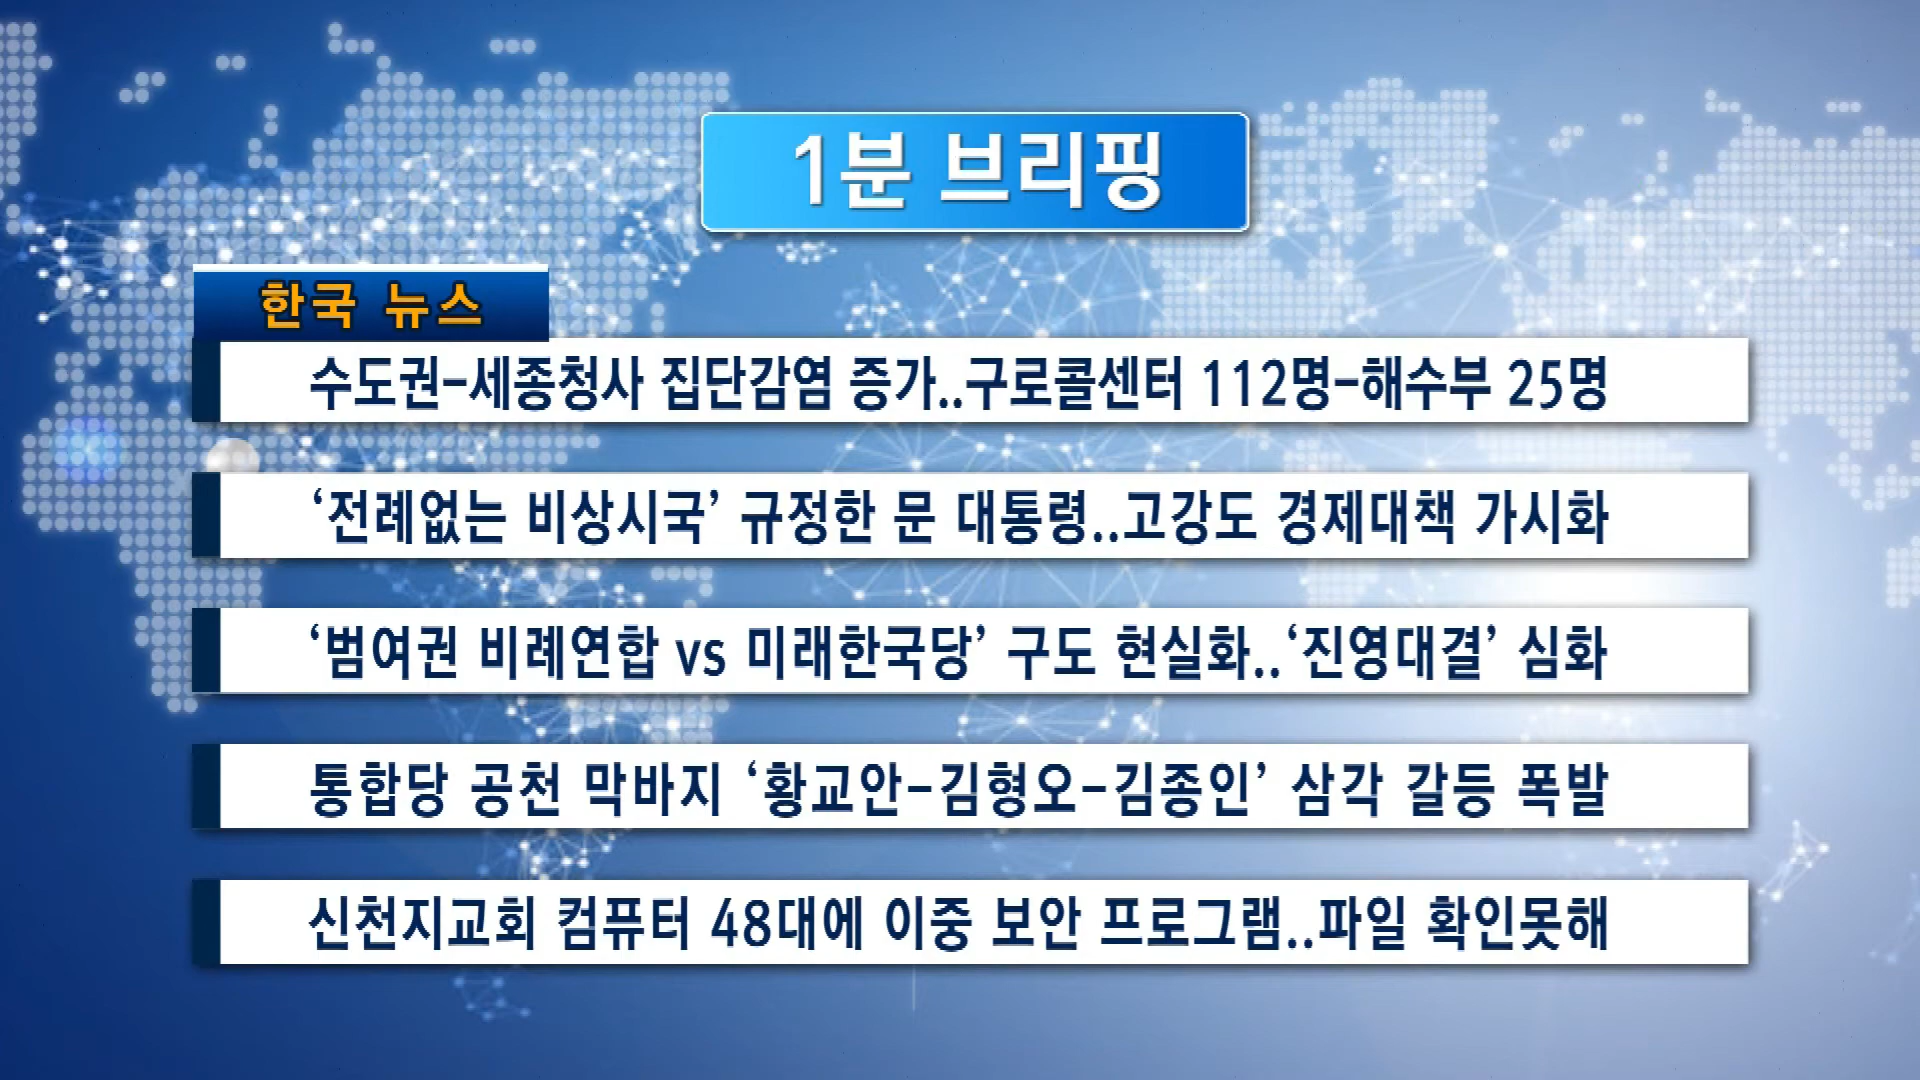 1분 브리핑
한국 뉴스
수도권-세종청사 집단감염 증가..구로콜센터 112명-해수부 25명
‘전례없는 비상시국’ 규정한 문 대통령..고강도 경제대책 가시화
‘범여권 비례연합 vs 미래한국당’ 구도 현실화..‘진영대결’ 심화
통합당 공천 막바지 ‘황교안-김형오-김종인’ 삼각 갈등 폭발
신천지교회 컴퓨터 48대에 이중 보안 프로그램..파일 확인못해